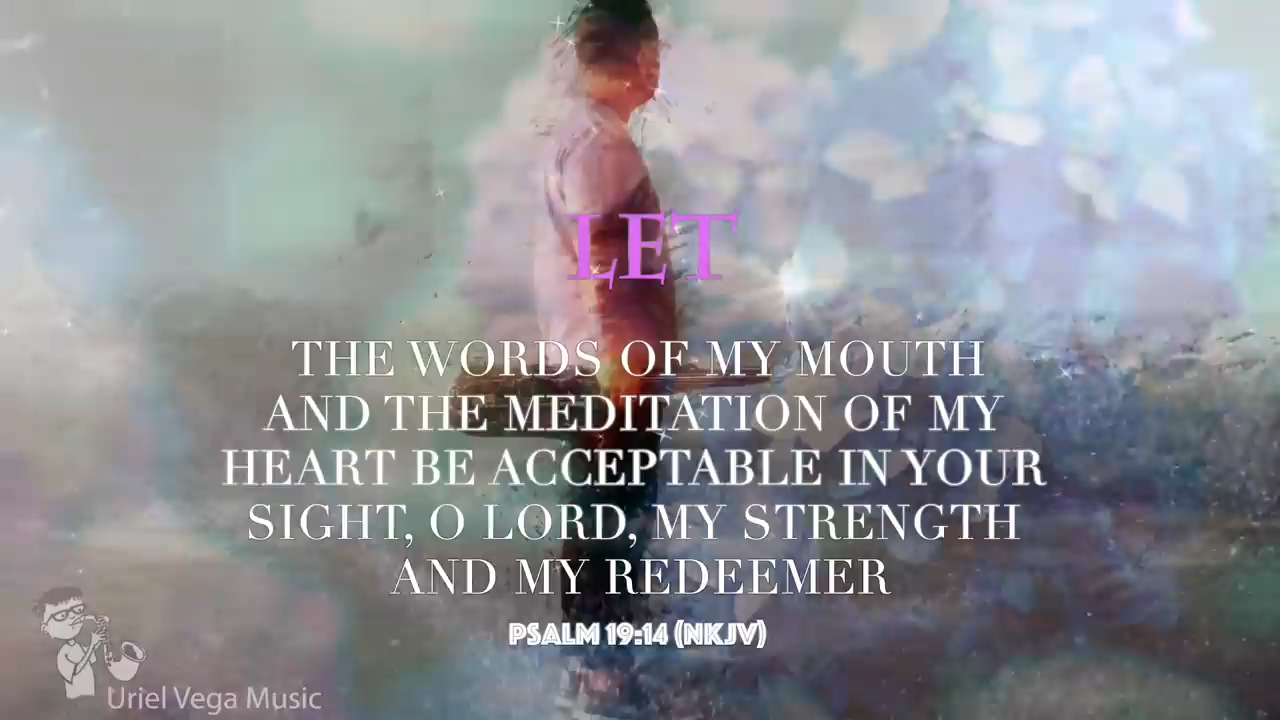 LET
THE WORDS OF MY MOUTH
AND THE MEDITATION OF MY
HEART BE ACCEPTABLE IN YOUR
SIGHT, O LORD, MY STRENGTH
AND MY REDEEMER
PSALM 19:14 (NKJV)
Uriel Vega Music